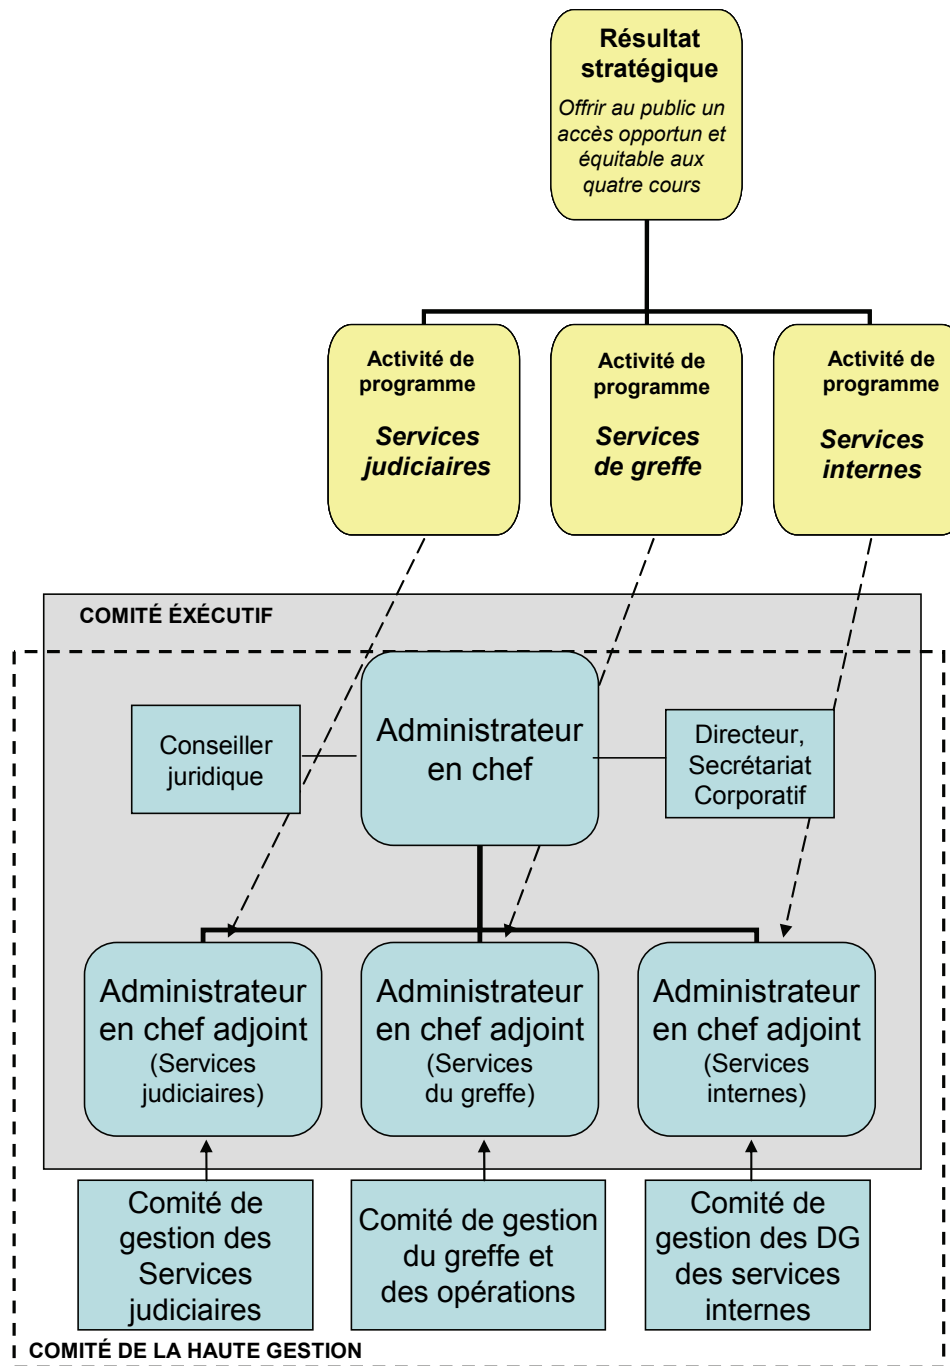 Résultat
stratégique
Offrir au public un
accès opportun et
équitable aux
quatre cours
Activité de
programme
Services
judiciaires
Activité de
programme
Services
de greffe
Activité de
programme
Services
internes
COMITÉ ÉXÉCUTIF
Conseiller
juridique
Administrateur
en chef
Directeur,
Secrétariat
Corporatif
Administrateur
en chef adjoint
(Services
judiciaires)
Administrateur
en chef adjoint
(Services
du greffe)
Administrateur
en chef adjoint
(Services
internes)
Comité de
gestion des
Services
judiciaires
Comité de gestion
du greffe et
des opérations
Comité de
gestion des DG
des services
internes
COMITÉ DE LA HAUTE GESTION